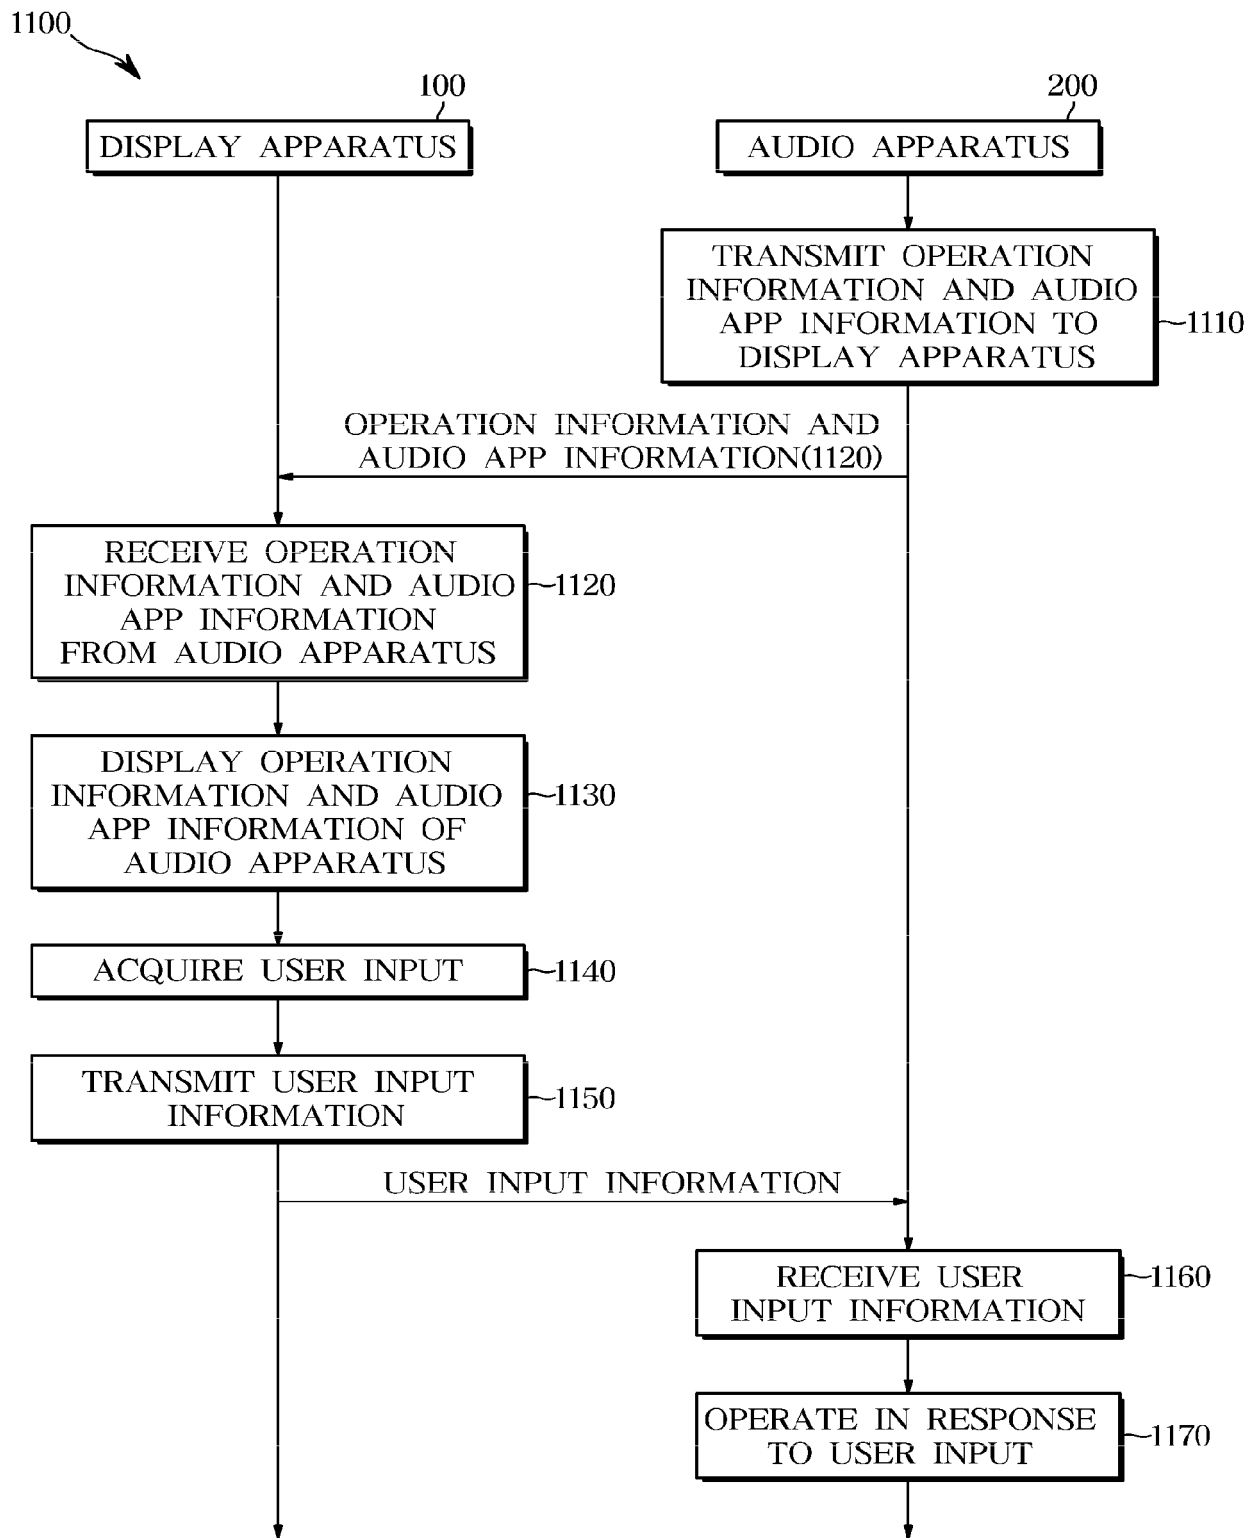 1100
100
200
DISPLAY APPARATUS
AUDIO APPARATUS
TRANSMIT OPERATION
INFORMATION AND AUDIO
APP INFORMATION TO
DISPLAY APPARATUS
1110
OPERATION INFORMATION AND
AUDIO APP INFORMATION(1120)
RECEIVE OPERATION
INFORMATION AND AUDIO
APP INFORMATION
FROM AUDIO APPARATUS
1120
DISPLAY OPERATION
INFORMATION AND AUDIO
APP INFORMATION OF
AUDIO APPARATUS
1130
ACQUIRE USER INPUT
1140
TRANSMIT USER INPUT
INFORMATION
1150
USER INPUT INFORMATION
RECEIVE USER
INPUT INFORMATION
1160
OPERATE IN RESPONSE
TO USER INPUT
1170